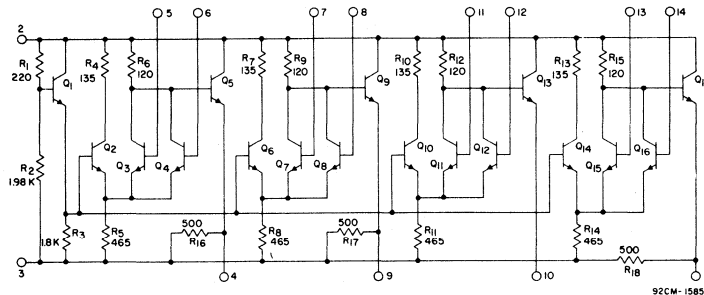 5 6 7 8 11 12 13 14
2
R1 220
R4 135
R6 120
R7 135
R9 120
R10 135
R12 120
R13 135
R15 120
Q1 Q5 Q9 Q13 Q1
Q2 Q3 Q4 Q6 Q7 Q8 Q10 Q11 Q12 Q14 Q15 Q16
R2 1.98 K
R3 1.8K
R5 465
500 R16
R8 465
500 R17
R11 465
R14 465
500 R18
3 4 9 10
92CM-1585